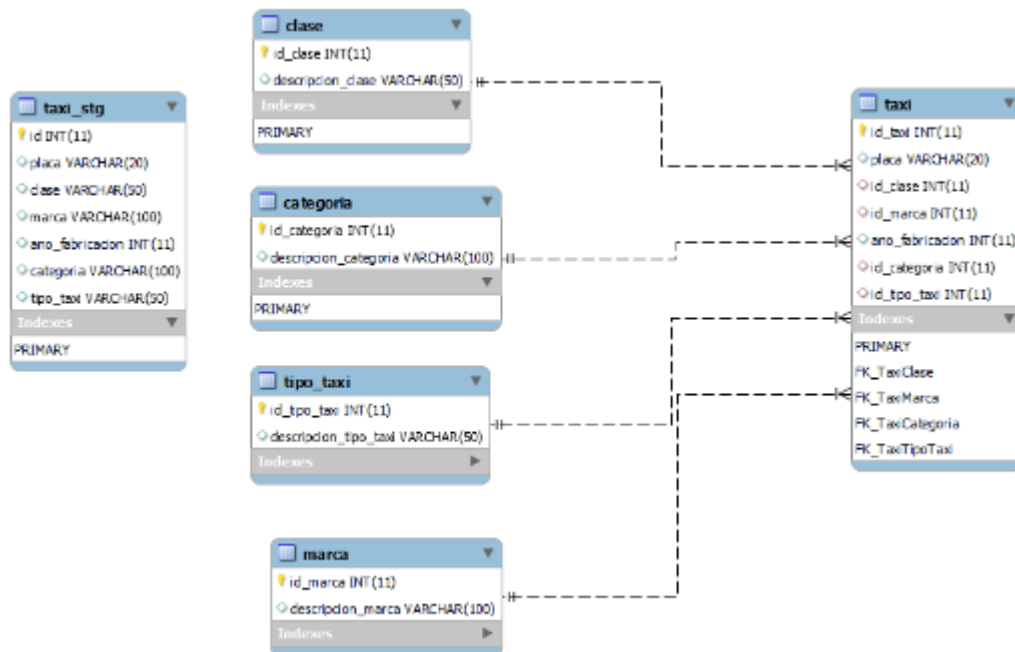 taxi_stg
id INT(11)
placa VARCHAR(20)
clase VARCHAR(50)
marca VARCHAR(100)
ano_fabricacion INT(11)
categoria VARCHAR(100)
tipo_taxi VARCHAR(50)
Indexes
PRIMARY
clase
id_clase INT(11)
descripcion_clase VARCHAR(50)
Indexes
PRIMARY
categoria
id_categoria INT(11)
descripcion_categoria VARCHAR(100)
Indexes
PRIMARY
tipo_taxi
id_tipo_taxi INT(11)
descripcion_tipo_taxi VARCHAR(50)
Indexes
marca
id_marca INT(11)
descripcion_marca VARCHAR(100)
Indexes
taxi
id_taxi INT(11)
placa VARCHAR(20)
id_clase INT(11)
id_marca INT(11)
ano_fabricacion INT(11)
id_categoria INT(11)
id_tipo_taxi INT(11)
Indexes
PRIMARY
FK_TaxiClase
FK_TaxiMarca
FK_TaxiCategoria
FK_TaxiTipoTaxi